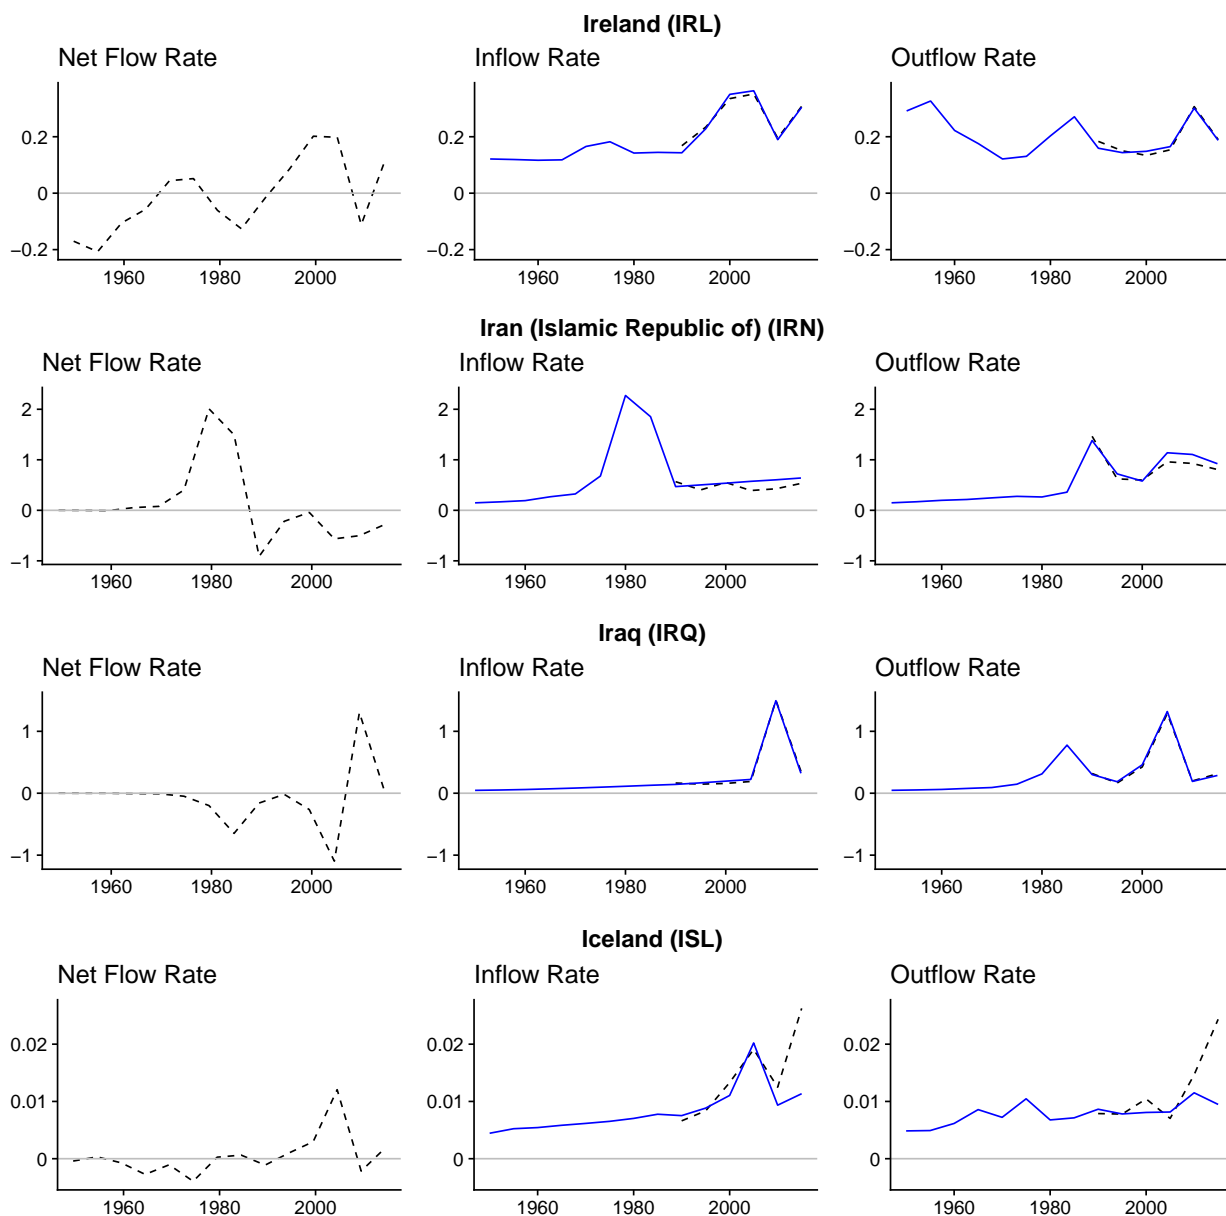 Ireland (IRL)
Net Flow Rate
Inflow Rate
Outflow Rate
0.2
0
−0.2
1960 1980 2000
0.2
0
−0.2
1960 1980 2000
0.2
0
−0.2
1960 1980 2000
Iran (Islamic Republic of) (IRN)
Net Flow Rate
Inflow Rate
Outflow Rate
2
1
0
−1
1960 1980 2000
2
1
0
−1
1960 1980 2000
2
1
0
−1
1960 1980 2000
Iraq (IRQ)
Net Flow Rate
Inflow Rate
Outflow Rate
1
0
−1
1960 1980 2000
1
0
−1
1960 1980 2000
1
0
−1
1960 1980 2000
Iceland (ISL)
Net Flow Rate
Inflow Rate
Outflow Rate
0.02
0.01
0
1960 1980 2000
0.02
0.01
0
1960 1980 2000
0.02
0.01
0
1960 1980 2000